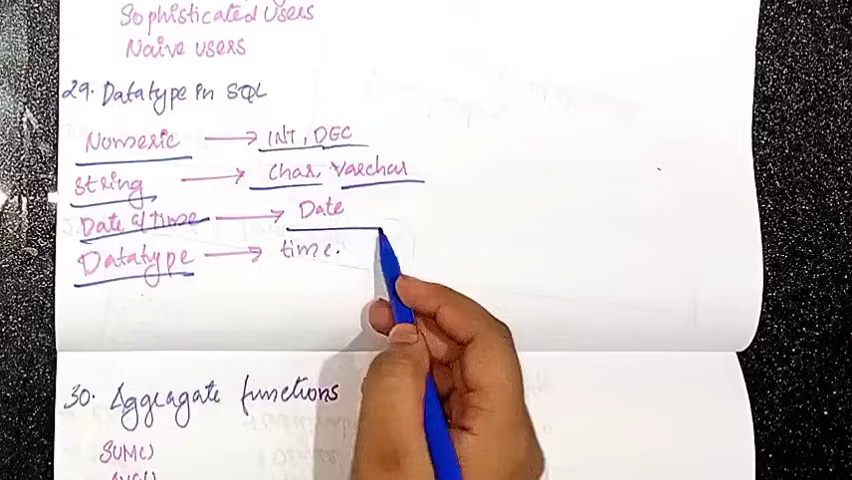 Sophisticated Users
Naive users
29. Datatype in SQL
Numeric → INT, DEC
String → Char, Varchar
Date & Time → Date
Datatype → time.
30. Aggregate functions
SUM()
AVG()